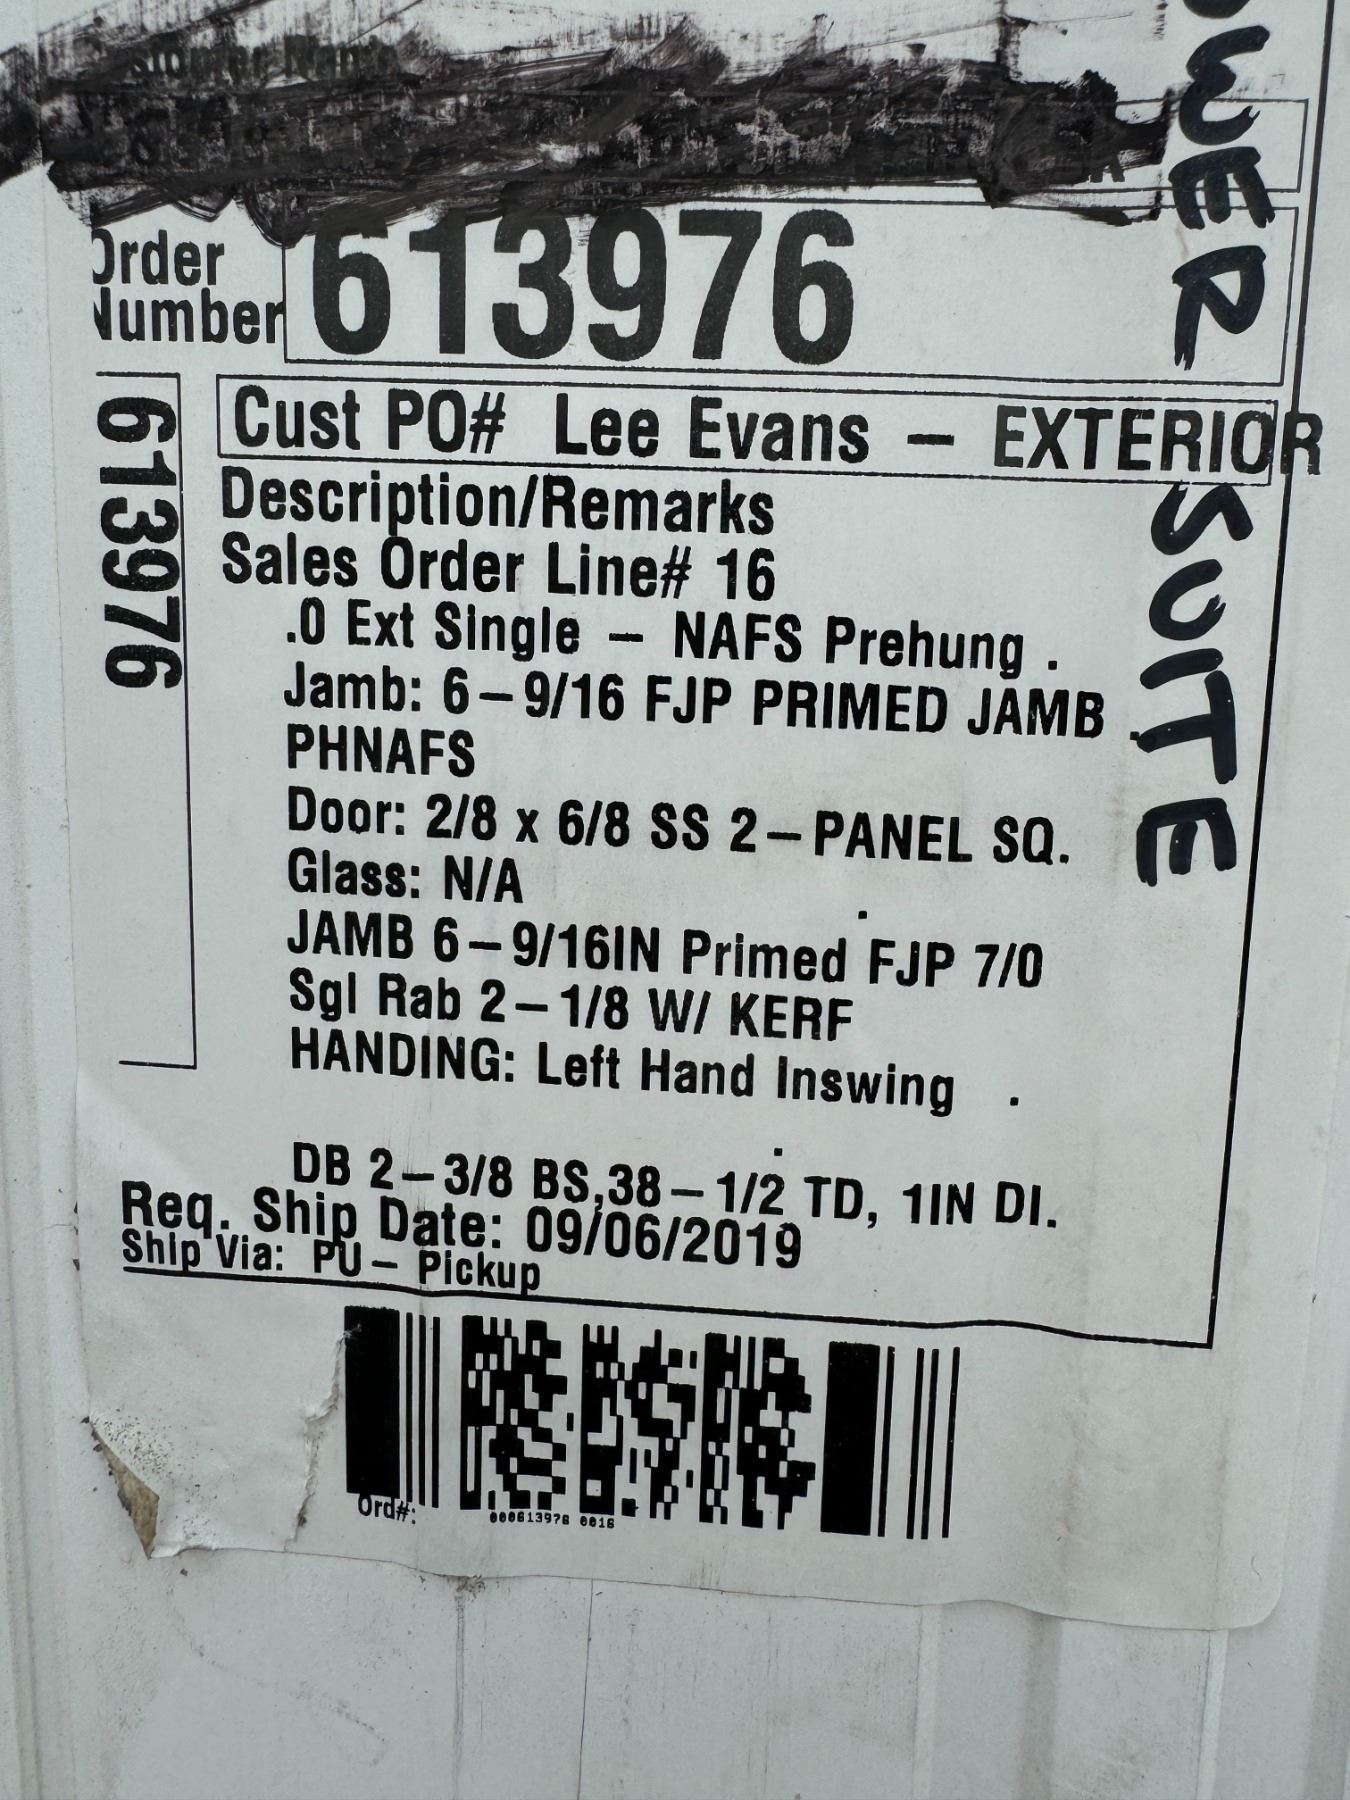 Order
Number
613976
613976
Cust PO# Lee Evans - EXTERIOR
Description/Remarks
Sales Order Line# 16
.0 Ext Single - NAFS Prehung .
Jamb: 6-9/16 FJP PRIMED JAMB
PHNAFS
Door: 2/8 x 6/8 SS 2-PANEL SQ.
Glass: N/A .
JAMB 6-9/16IN Primed FJP 7/0
Sgl Rab 2-1/8 W/ KERF
HANDING: Left Hand Inswing .
.
DB 2-3/8 BS,38-1/2 TD, 1IN DI.
Req. Ship Date: 09/06/2019
Ship Via: PU - Pickup
Ord#:
000613976 0016
SUITE